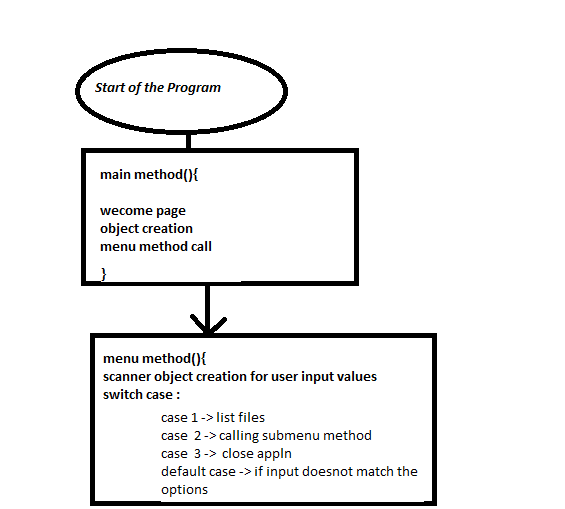 Start of the Program
main method(){
wecome page
object creation
menu method call
}
menu method(){
scanner object creation for user input values
switch case :
case 1 -> list files
case 2 -> calling submenu method
case 3 -> close appln
default case -> if input doesnot match the
options